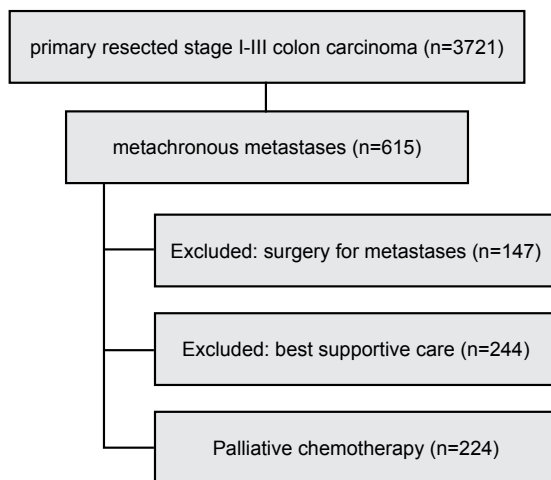 primary resected stage I-III colon carcinoma (n=3721)
metachronous metastases (n=615)
Excluded: surgery for metastases (n=147)
Excluded: best supportive care (n=244)
Palliative chemotherapy (n=224)